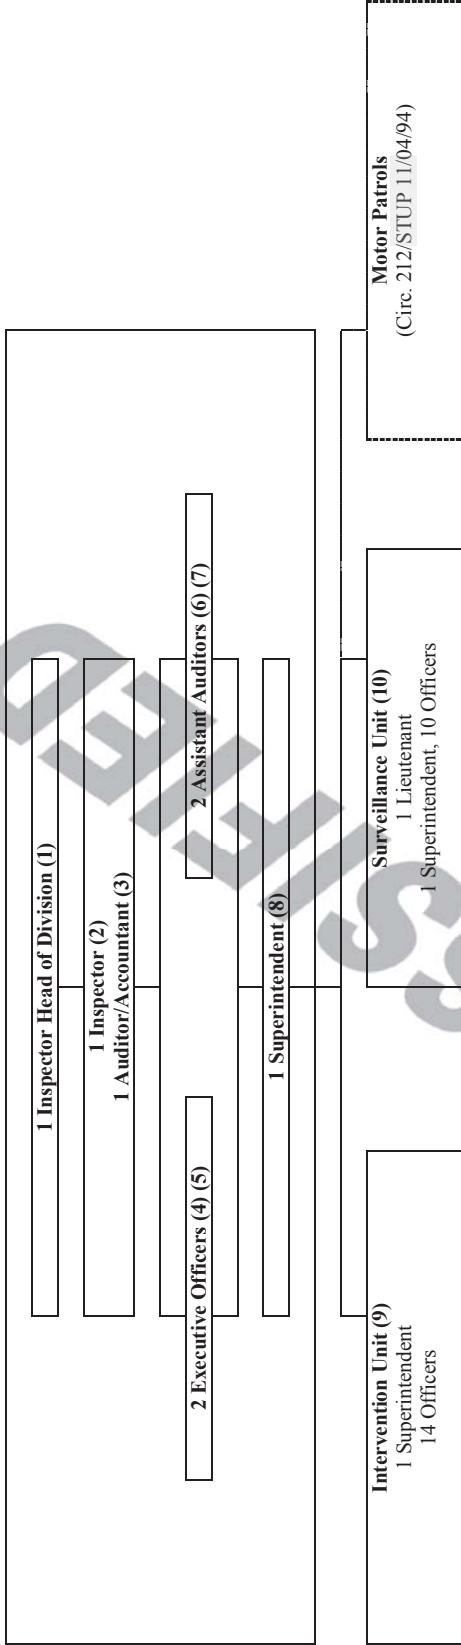 1 Inspector Head of Division (1)
1 Inspector (2)
1 Auditor/Accountant (3)
2 Executive Officers (4) (5)
2 Assistant Auditors (6) (7)
1 Superintendent (8)
Intervention Unit (9)
1 Superintendent
14 Officers
Surveillance Unit (10)
1 Lieutenant
1 Superintendent, 10 Officers
Motor Patrols
(Circ. 212/STUP 11/04/94)
SSIFIED